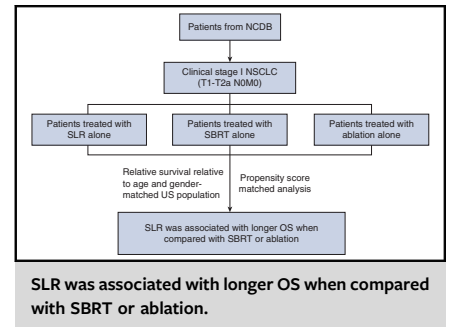 Patients from NCDB
Clinical stage I NSCLC
(T1-T2a N0M0)
Patients treated with
SLR alone
Patients treated with
SBRT alone
Patients treated with
ablation alone
Relative survival relative
to age and gender-
matched US population
Propensity score
matched analysis
SLR was associated with longer OS when
compared with SBRT or ablation
SLR was associated with longer OS when compared
with SBRT or ablation.